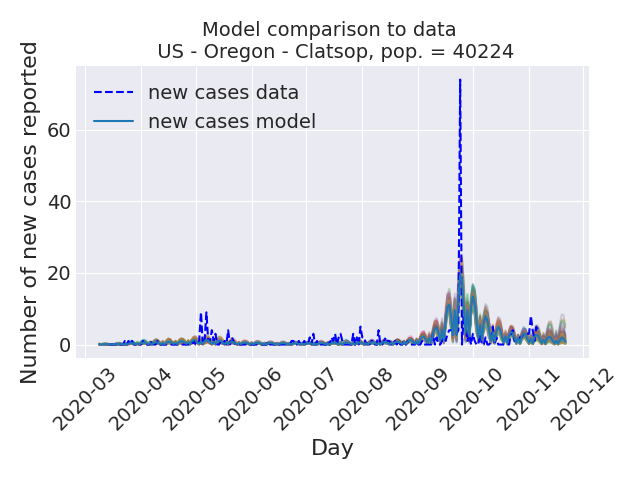 Model comparison to data
US - Oregon - Clatsop, pop. = 40224
Number of new cases reported
new cases data
new cases model
60
40
20
0
2020-03
2020-04
2020-05
2020-06
2020-07
2020-08
2020-09
2020-10
2020-11
2020-12
Day